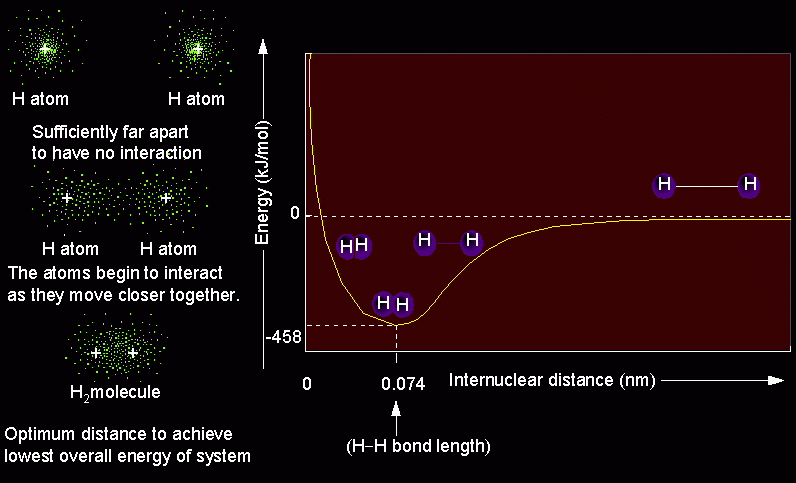 H atom
H atom
Sufficiently far apart
to have no interaction
H atom
H atom
The atoms begin to interact
as they move closer together.
H2molecule
Optimum distance to achieve
lowest overall energy of system
Energy (kJ/mol)
0
-458
H H
H H
H H
H H
0
0.074
Internuclear distance (nm)
(H-H bond length)